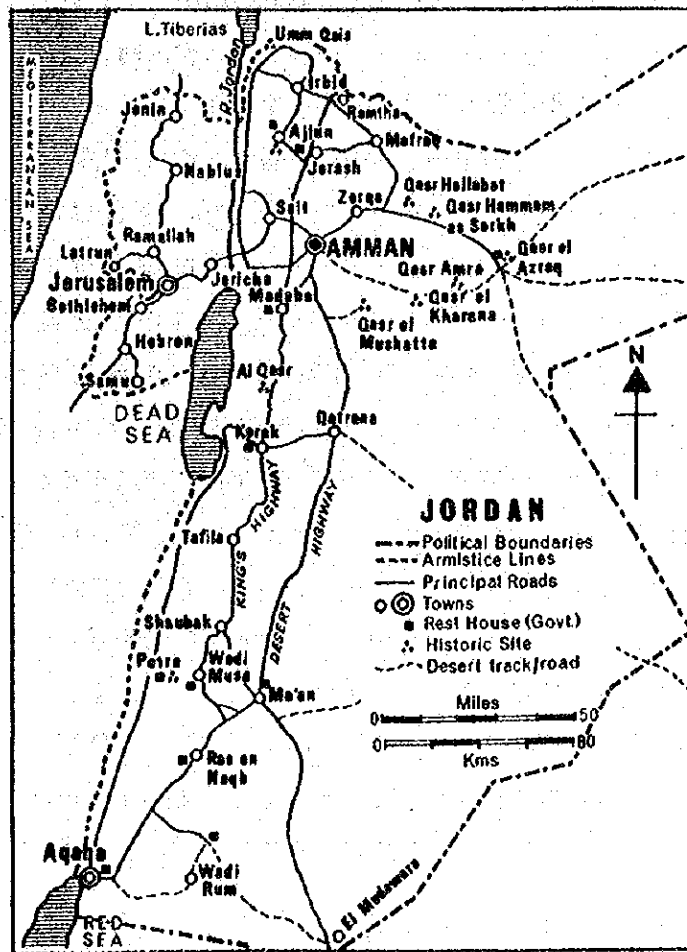 L. Tiberias
MEDITERRANEAN SEA
R. Jordan
Umm Qais
Irbid
Ramtha
Jenin
Ajlun
Mafraq
Jerash
Nablus
Zerqa
Qasr Hallabat
Salt
Qasr Hammam
as Sarkh
Ramallah
Latrun
AMMAN
Qasr el
Azraq
Jerusalem
Jericho
Qasr Amra
Bethlehem
Madaba
Qasr el
Kharana
Qasr el
Mushatta
Hebron
Samu
Al Qasr
N
DEAD
SEA
Kerak
Qatrana
KING'S
HIGHWAY
DESERT
HIGHWAY
Tafila
JORDAN
Political Boundaries
Armistice Lines
Principal Roads
Towns
Rest House (Govt.)
Historic Site
Desert track/road
Shaubak
Petra
Wadi
Musa
Ma'an
Miles
0 50
0 80
Kms
Ras en
Naqb
Aqaba
Wadi
Rum
El Mudawara
RED
SEA